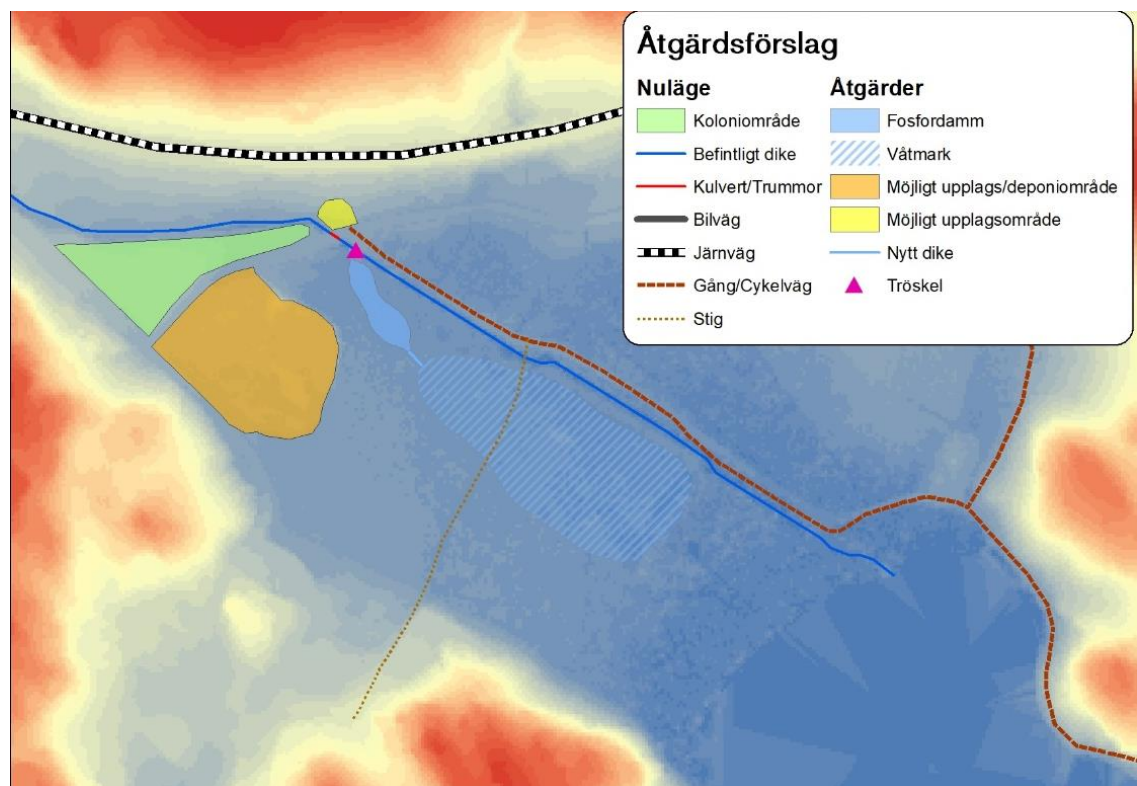 Åtgärdsförslag
Nuläge
Koloniområde
Befintligt dike
Kulvert/Trummor
Bilväg
Järnväg
Gång/Cykelväg
Stig
Åtgärder
Fosfordamm
Våtmark
Möjligt upplags/deponiområde
Möjligt upplagsområde
Nytt dike
Tröskel